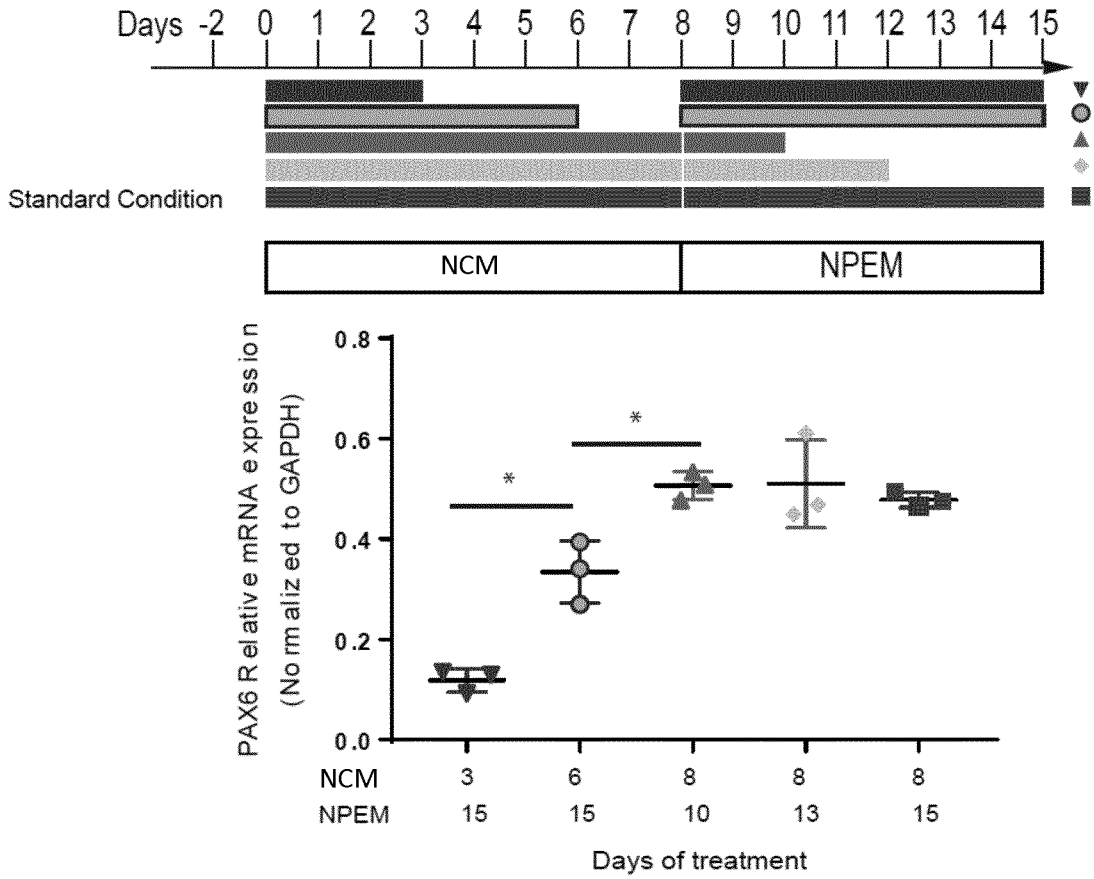 Days -2 0 1 2 3 4 5 6 7 8 9 10 11 12 13 14 15
Standard Condition
NCM NPEM
PAX6 Relative mRNA expression
(Normalized to GAPDH)
0.8
0.6
0.4
0.2
0.0
*
*
NCM 3 6 8 8 8
NPEM 15 15 10 13 15
Days of treatment